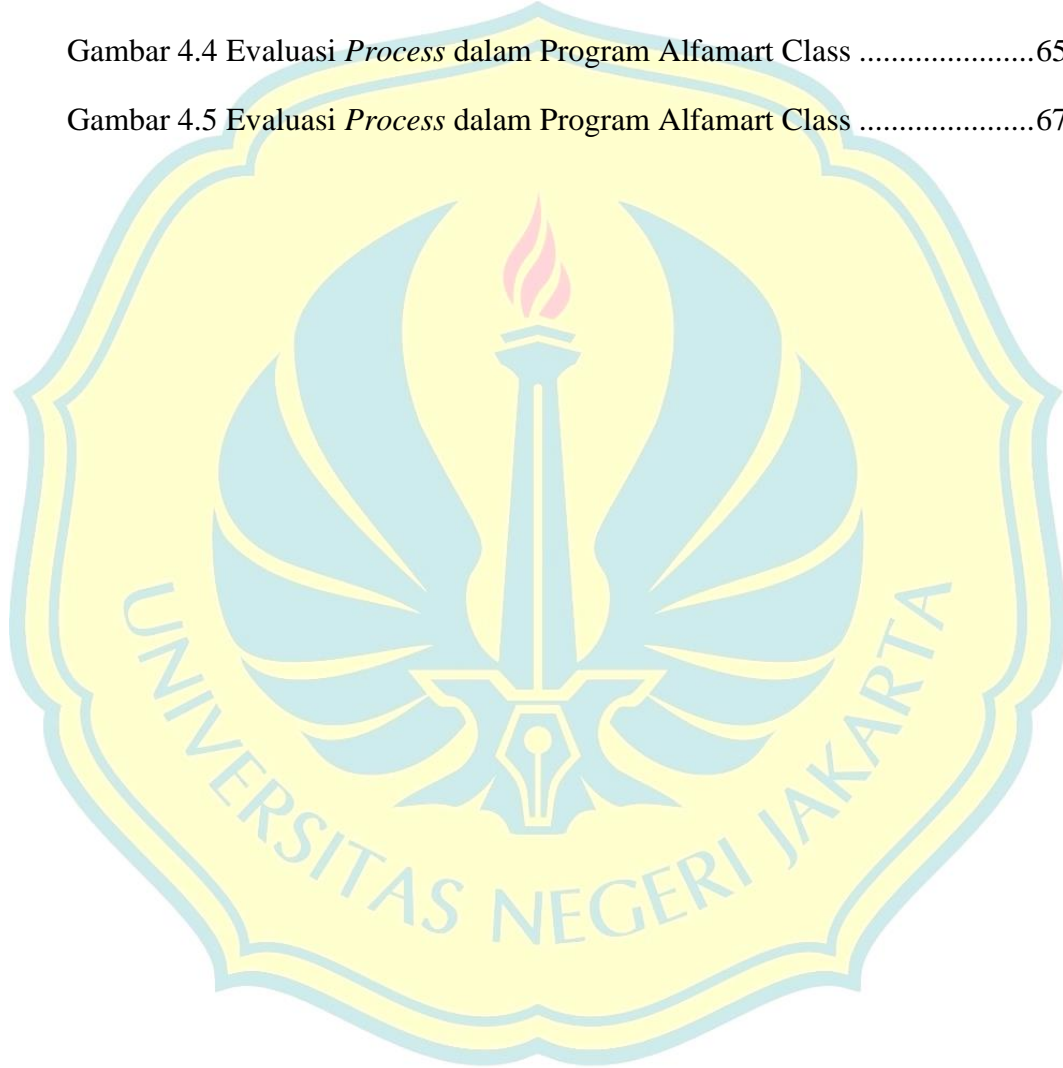 Gambar 4.4 Evaluasi Process dalam Program Alfamart Class ......................65
Gambar 4.5 Evaluasi Process dalam Program Alfamart Class ......................67
UNIVERSITAS NEGERI JAKARTA